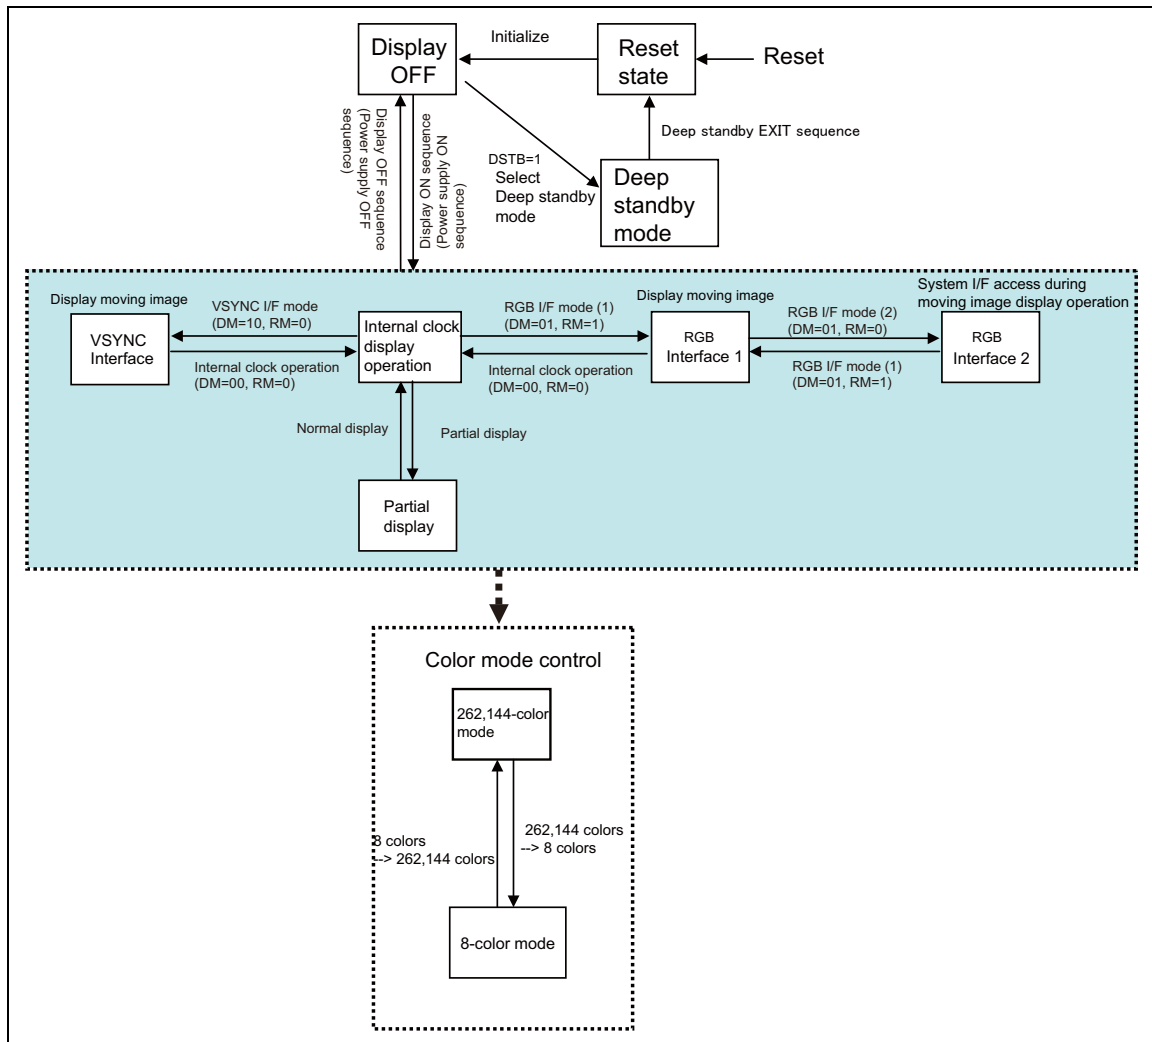 Display
OFF
Initialize
Reset
state
Reset
Display OFF sequence
(Power supply OFF
sequence)
Display ON sequence
(Power supply ON
sequence)
DSTB=1
Select
Deep standby
mode
Deep standby EXIT sequence
Deep
standby
mode
Display moving image
VSYNC
Interface
VSYNC I/F mode
(DM=10, RM=0)
Internal clock operation
(DM=00, RM=0)
Internal clock
display
operation
RGB I/F mode (1)
(DM=01, RM=1)
Internal clock operation
(DM=00, RM=0)
Display moving image
RGB
Interface 1
RGB I/F mode (2)
(DM=01, RM=0)
RGB I/F mode (1)
(DM=01, RM=1)
System I/F access during
moving image display operation
RGB
Interface 2
Normal display
Partial display
Partial
display
Color mode control
262,144-color
mode
8 colors
--> 262,144 colors
262,144 colors
--> 8 colors
8-color mode